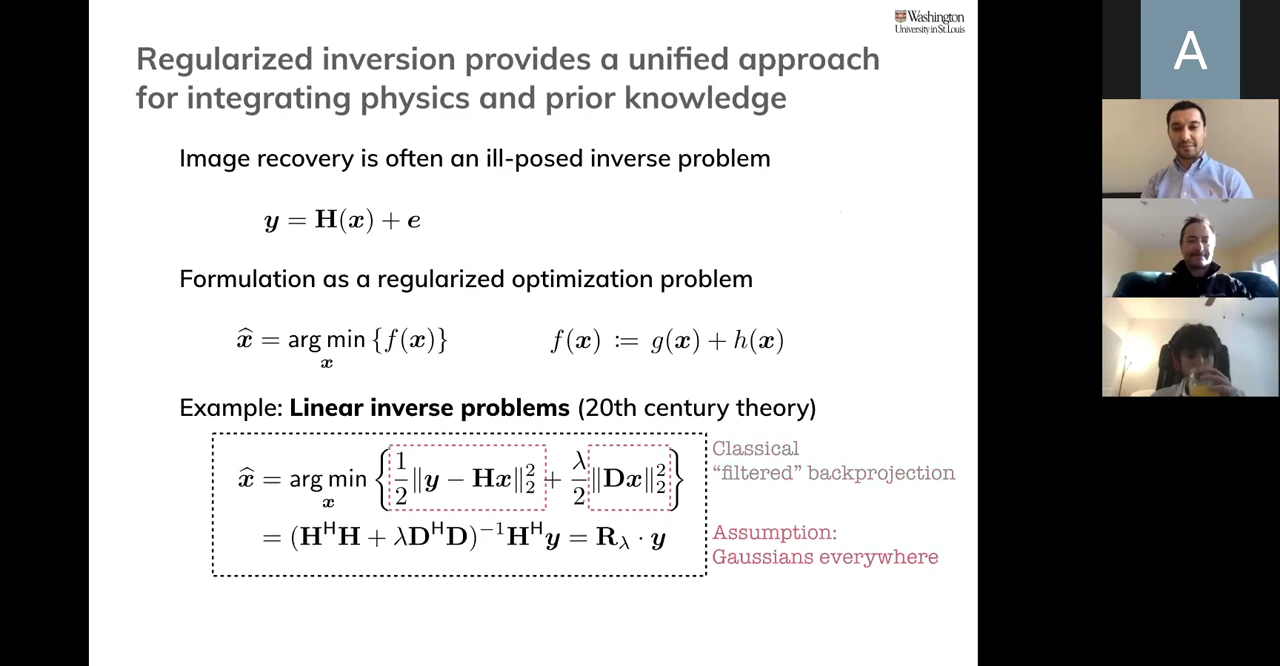 Washington
University in St. Louis
Regularized inversion provides a unified approach
for integrating physics and prior knowledge
Image recovery is often an ill-posed inverse problem
y = H(x) + e
Formulation as a regularized optimization problem
x̂ = arg min {f(x)}    f(x) := g(x) + h(x)
x
Example: Linear inverse problems (20th century theory)
x̂ = arg min { 1/2 ‖y − Hx‖₂² + λ/2 ‖Dx‖₂² }
x
= (HᴴH + λDᴴD)⁻¹Hᴴy = R_λ · y
Classical
“filtered” backprojection
Assumption:
Gaussians everywhere
A